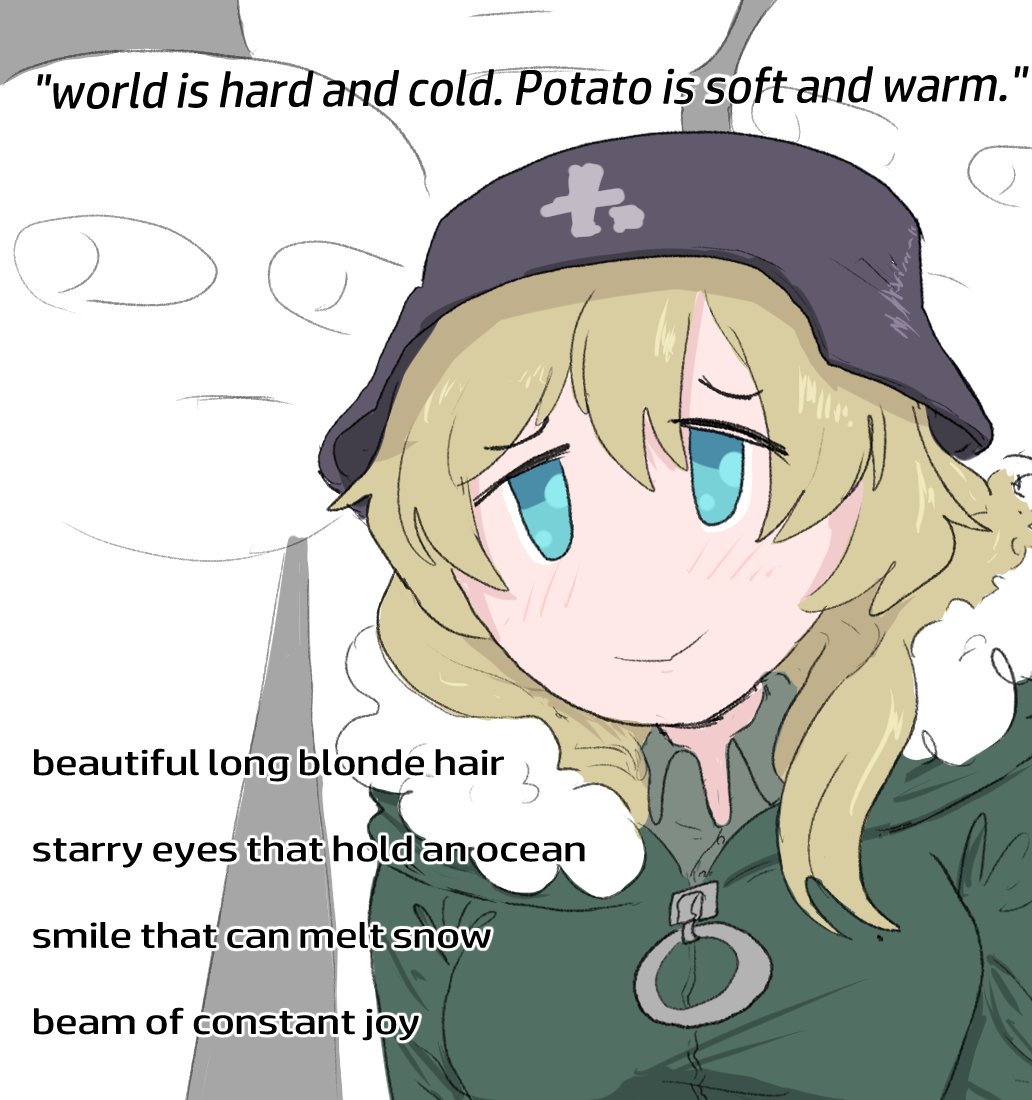 "world is hard and cold. Potato is soft and warm."
beautiful long blonde hair
starry eyes that hold an ocean
smile that can melt snow
beam of constant joy